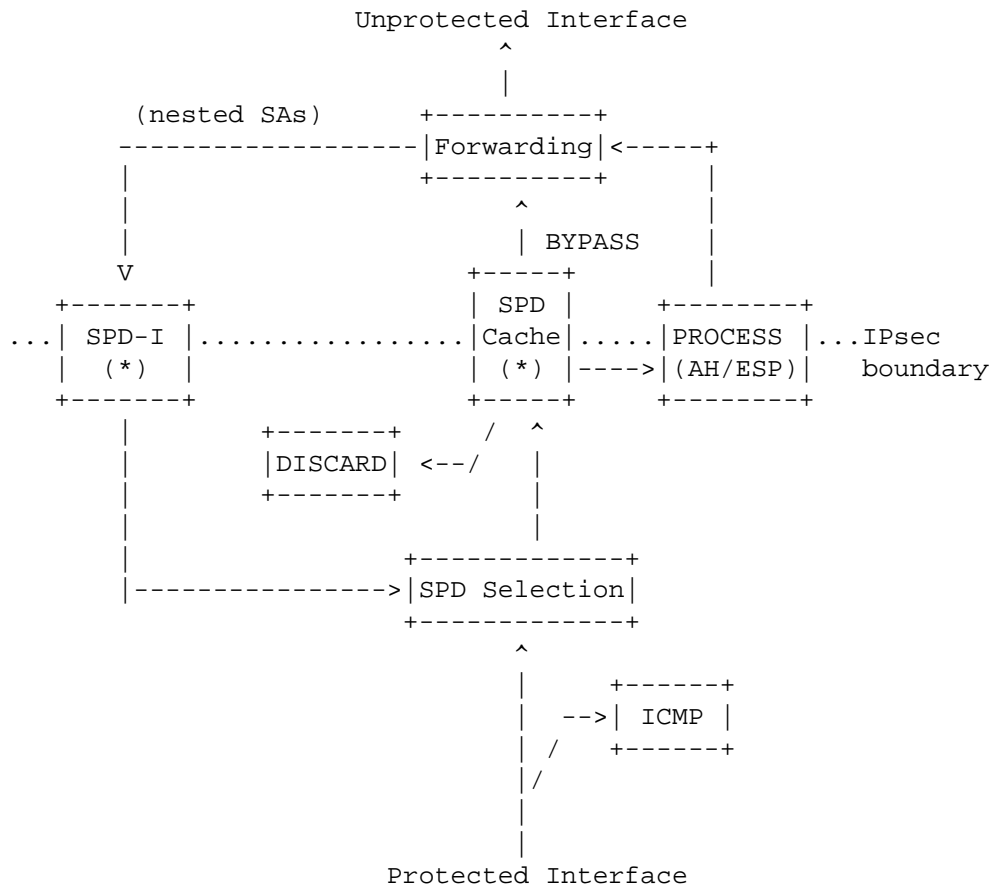 Unprotected Interface
(nested SAs)
Forwarding
BYPASS
SPD
... SPD-I .................. Cache ..... PROCESS ...IPsec
(*) (*) (AH/ESP) boundary
DISCARD
SPD Selection
ICMP
Protected Interface